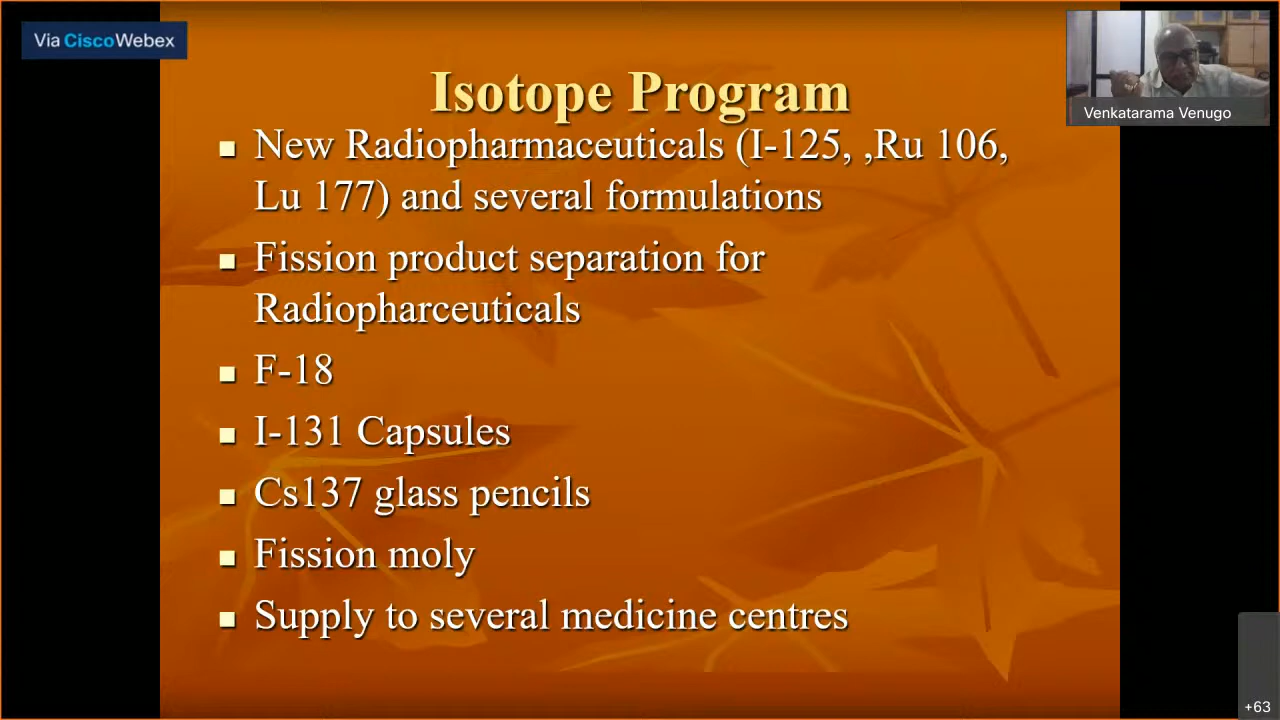 Via CiscoWebex
Isotope Program
Venkatarama Venugo
New Radiopharmaceuticals (I-125, ,Ru 106,
Lu 177) and several formulations
Fission product separation for
Radiopharceuticals
F-18
I-131 Capsules
Cs137 glass pencils
Fission moly
Supply to several medicine centres
+63